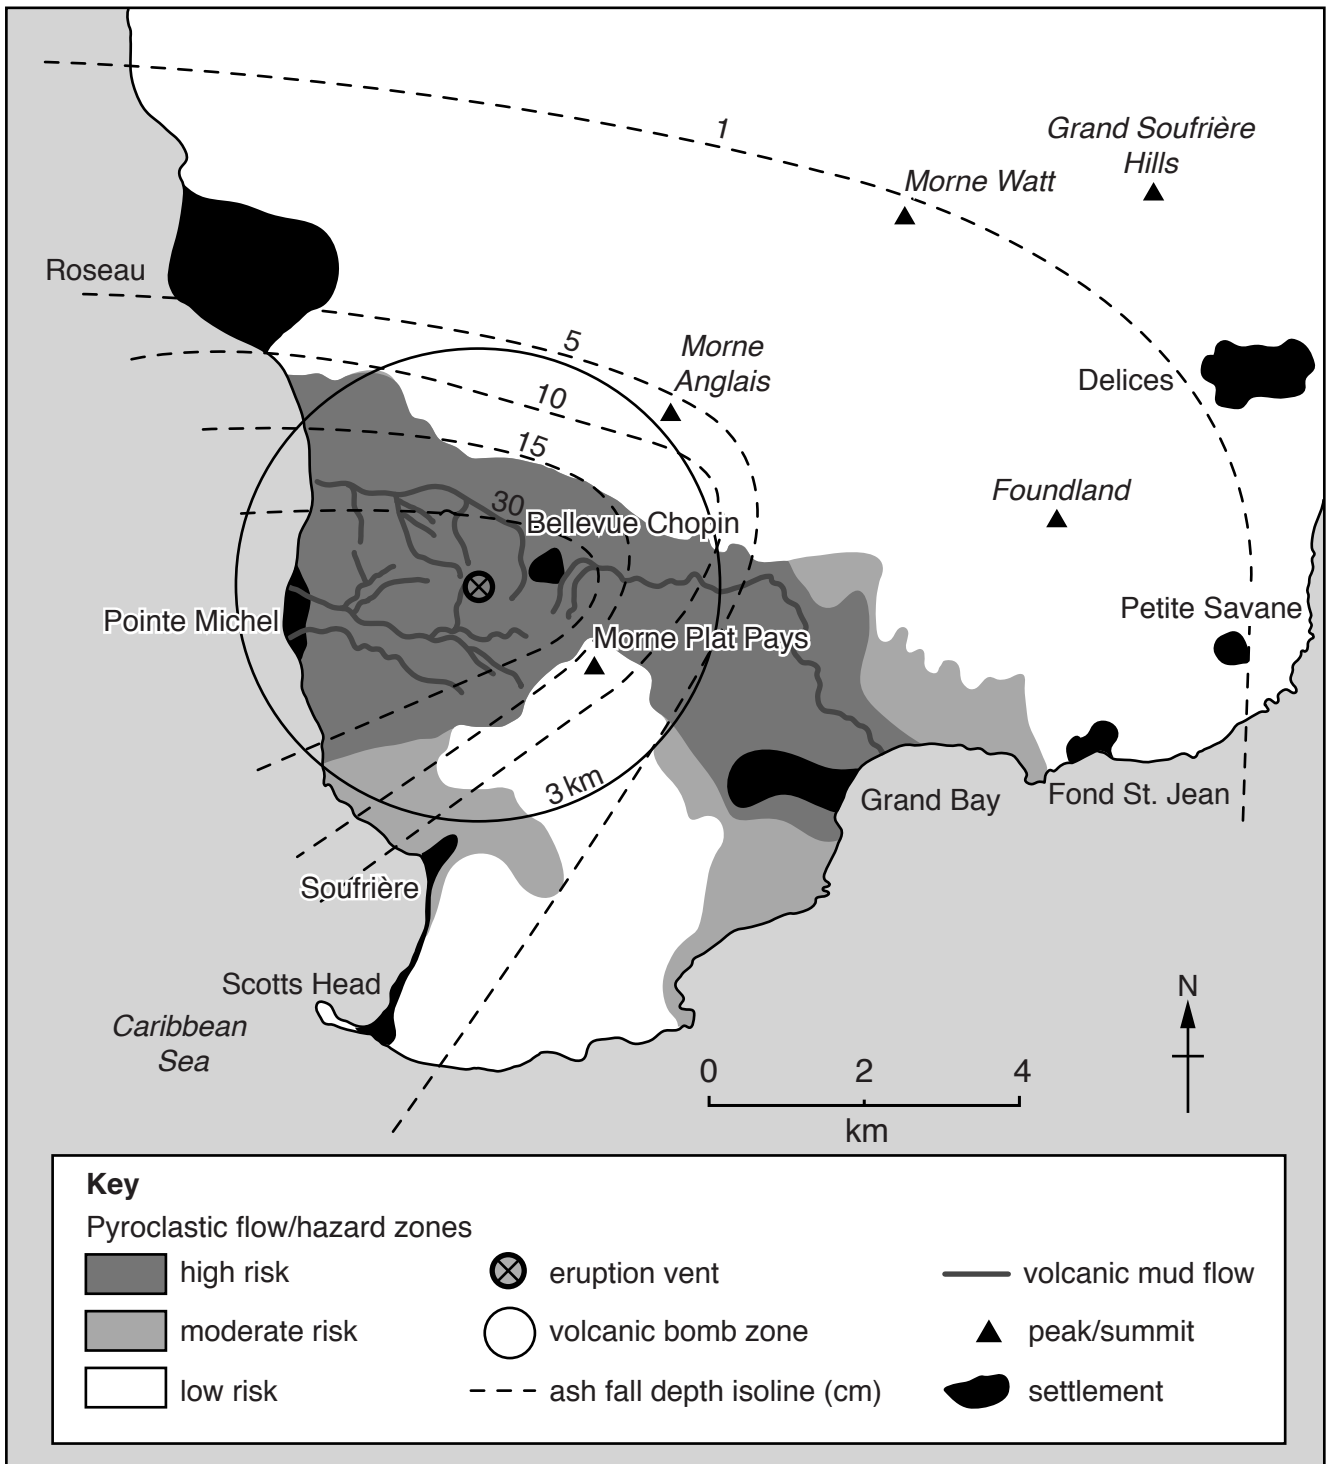 1
Grand Soufrière
Hills
Morne Watt
Roseau
5
Morne
Anglais
Delices
10
15
30
Foundland
Bellevue Chopin
Petite Savane
Pointe Michel
Morne Plat Pays
3 km
Grand Bay
Fond St. Jean
Soufrière
Scotts Head
Caribbean
Sea
N
0 2 4
km
Key
Pyroclastic flow/hazard zones
high risk
eruption vent
volcanic mud flow
moderate risk
volcanic bomb zone
peak/summit
low risk
ash fall depth isoline (cm)
settlement